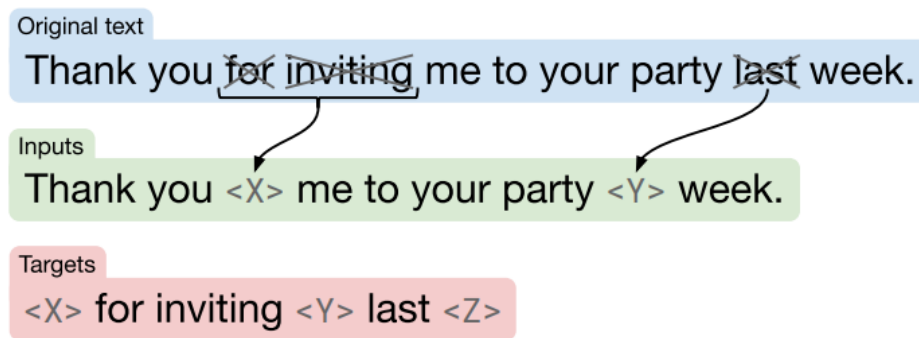 Original text
Thank you for inviting me to your party last week.
Inputs
Thank you <X> me to your party <Y> week.
Targets
<X> for inviting <Y> last <Z>